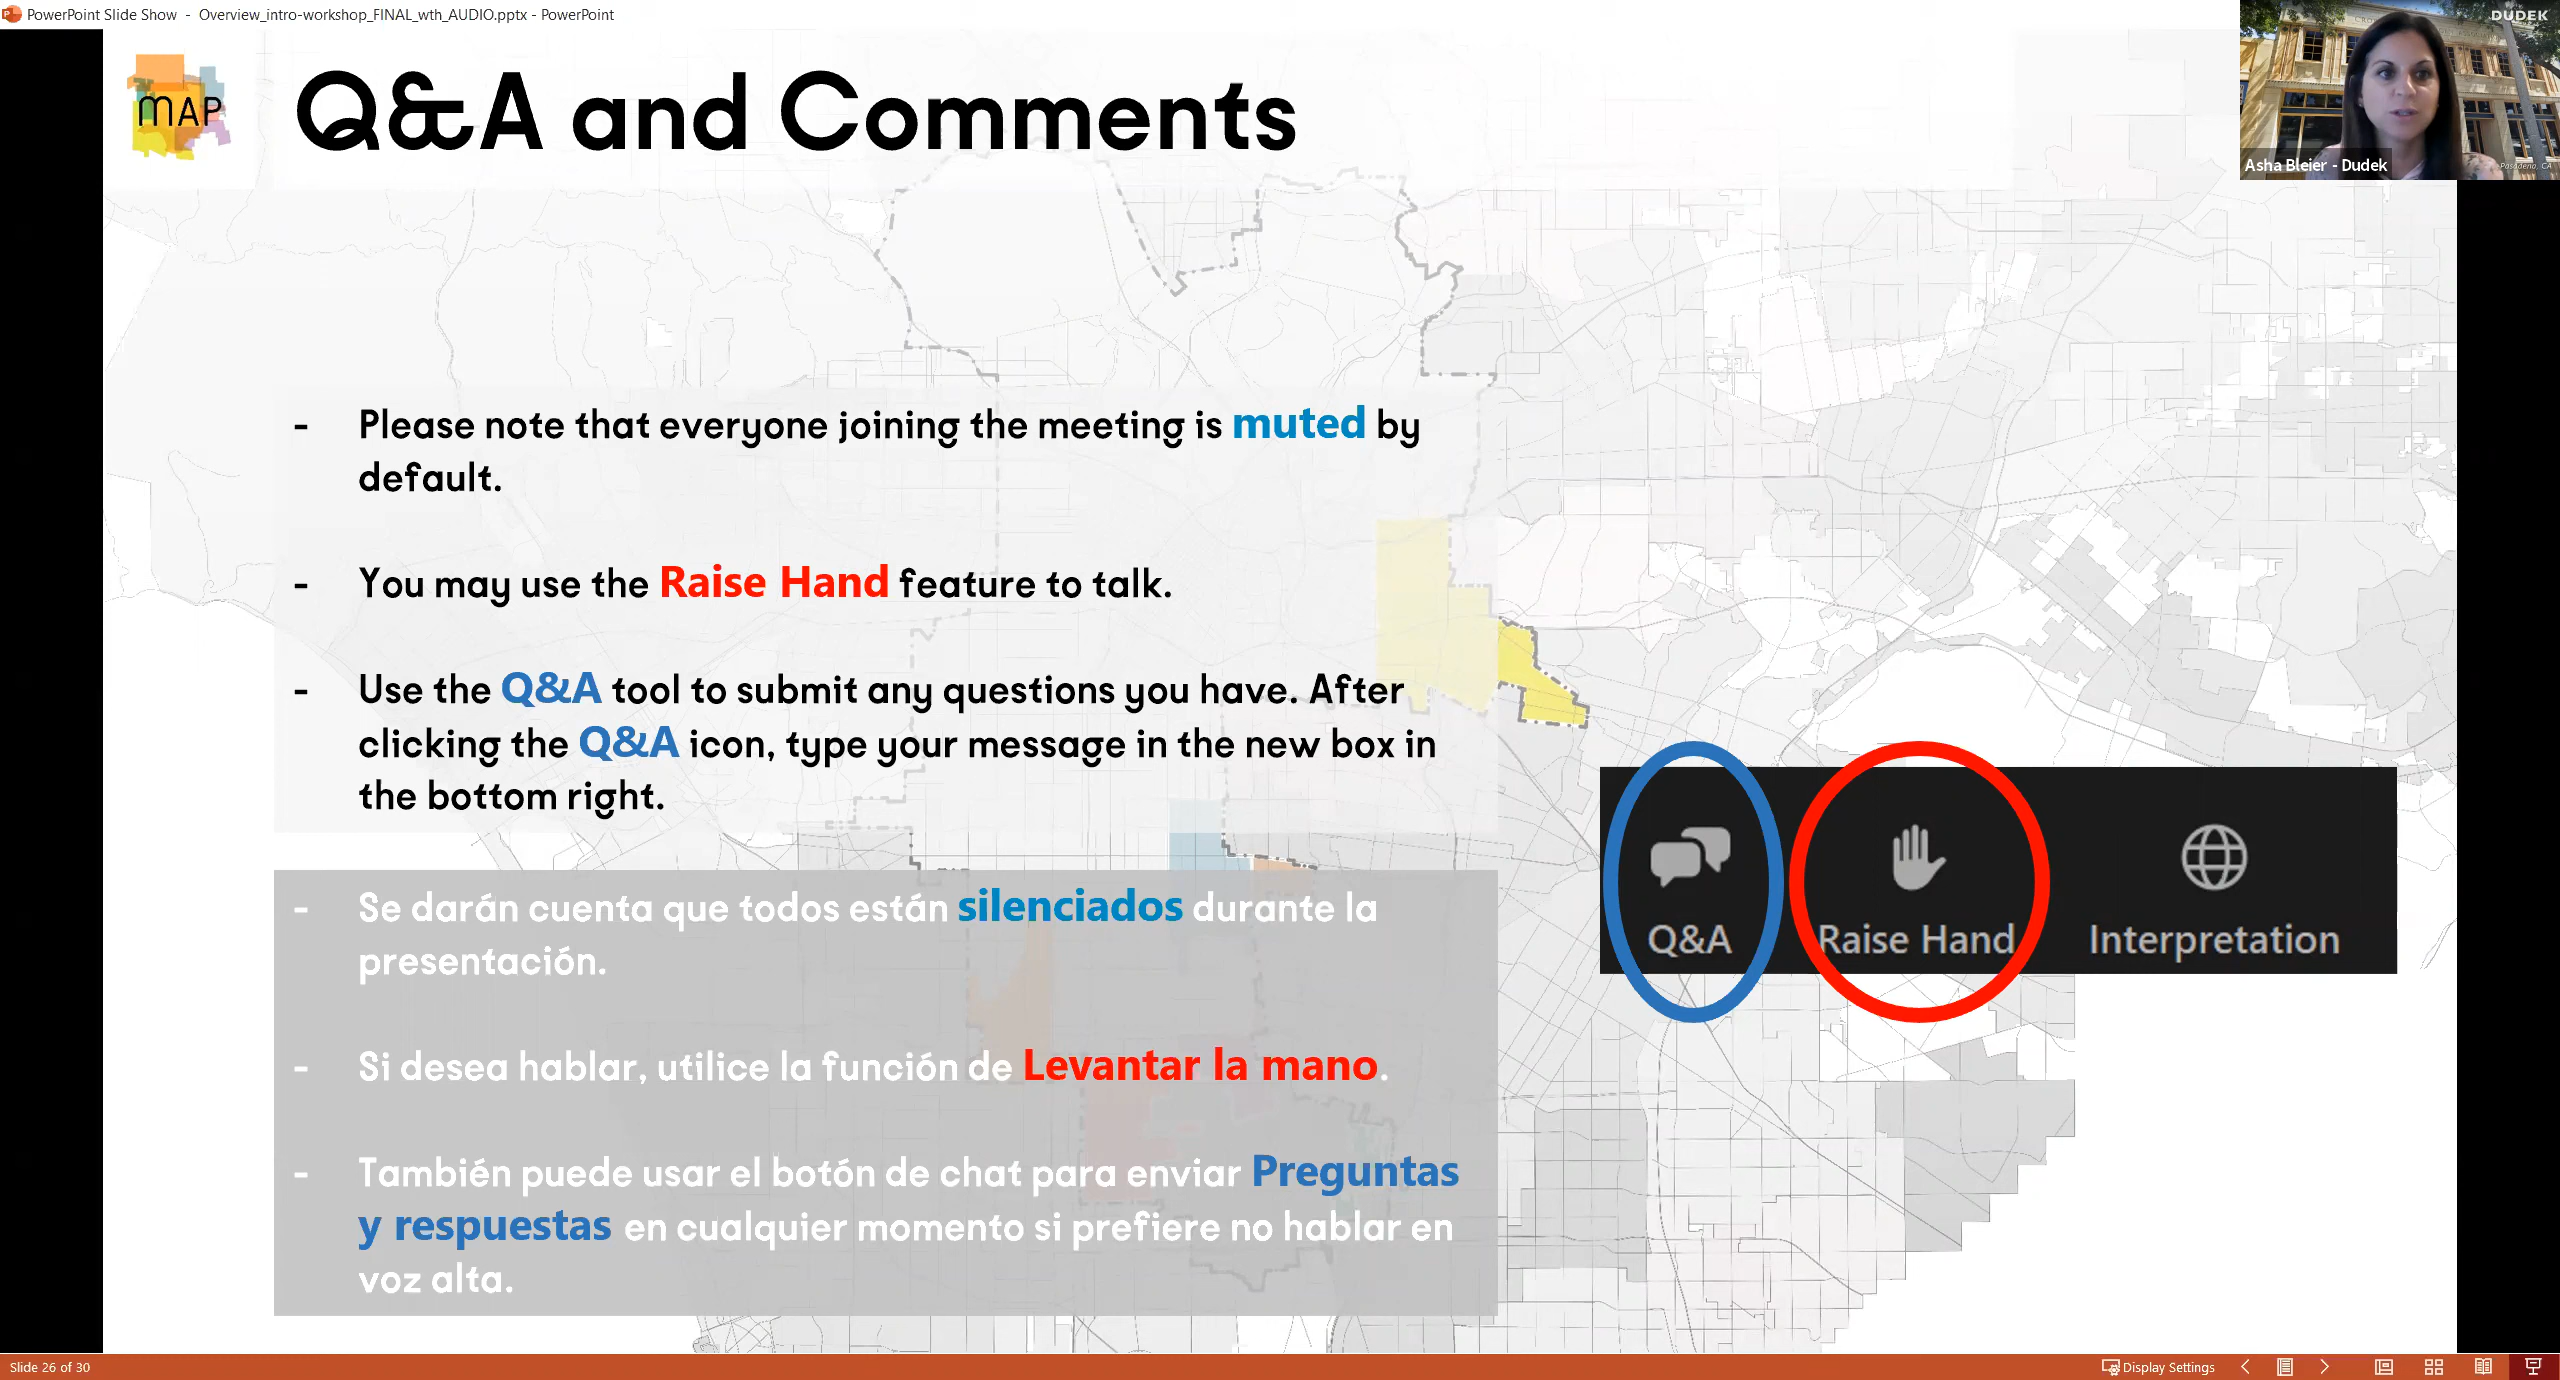 PowerPoint Slide Show - Overview_intro-workshop_FINAL_wth_AUDIO.pptx - PowerPoint
DUDEK
Pasadena, CA
Asha Bleier - Dudek
MAP
Q&A and Comments
- Please note that everyone joining the meeting is muted by
default.
- You may use the Raise Hand feature to talk.
- Use the Q&A tool to submit any questions you have. After
clicking the Q&A icon, type your message in the new box in
the bottom right.
- Se darán cuenta que todos están silenciados durante la
presentación.
- Si desea hablar, utilice la función de Levantar la mano.
- También puede usar el botón de chat para enviar Preguntas
y respuestas en cualquier momento si prefiere no hablar en
voz alta.
Q&A
Raise Hand
Interpretation
Slide 26 of 30
Display Settings